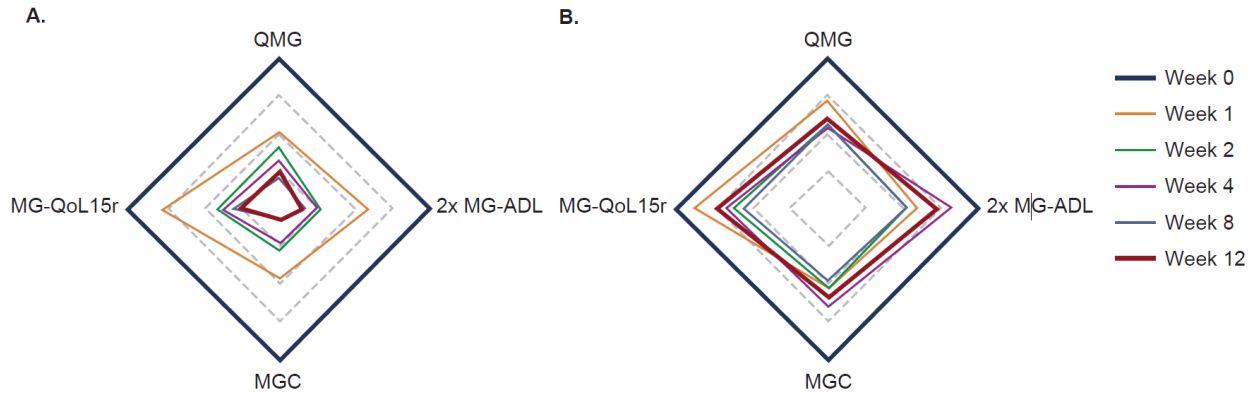 A.
B.
QMG
QMG
Week 0
Week 1
Week 2
Week 4
Week 8
Week 12
MG-QoL15r
2x MG-ADL
MG-QoL15r
2x MG-ADL
MGC
MGC